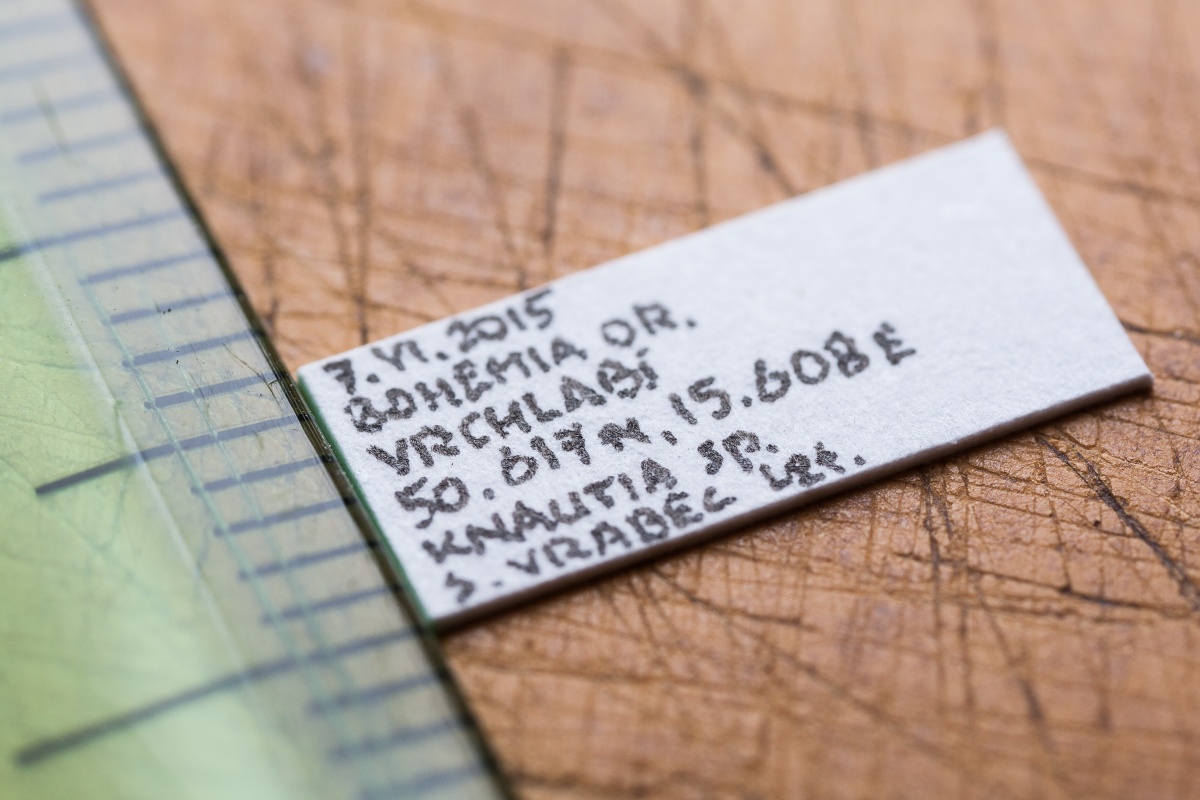 7.VI.2015
BOHEMIA OR.
VRCHLABÍ
50.617N,15.608E
KNAUTIA SP.
S.VRABEC Lgt.